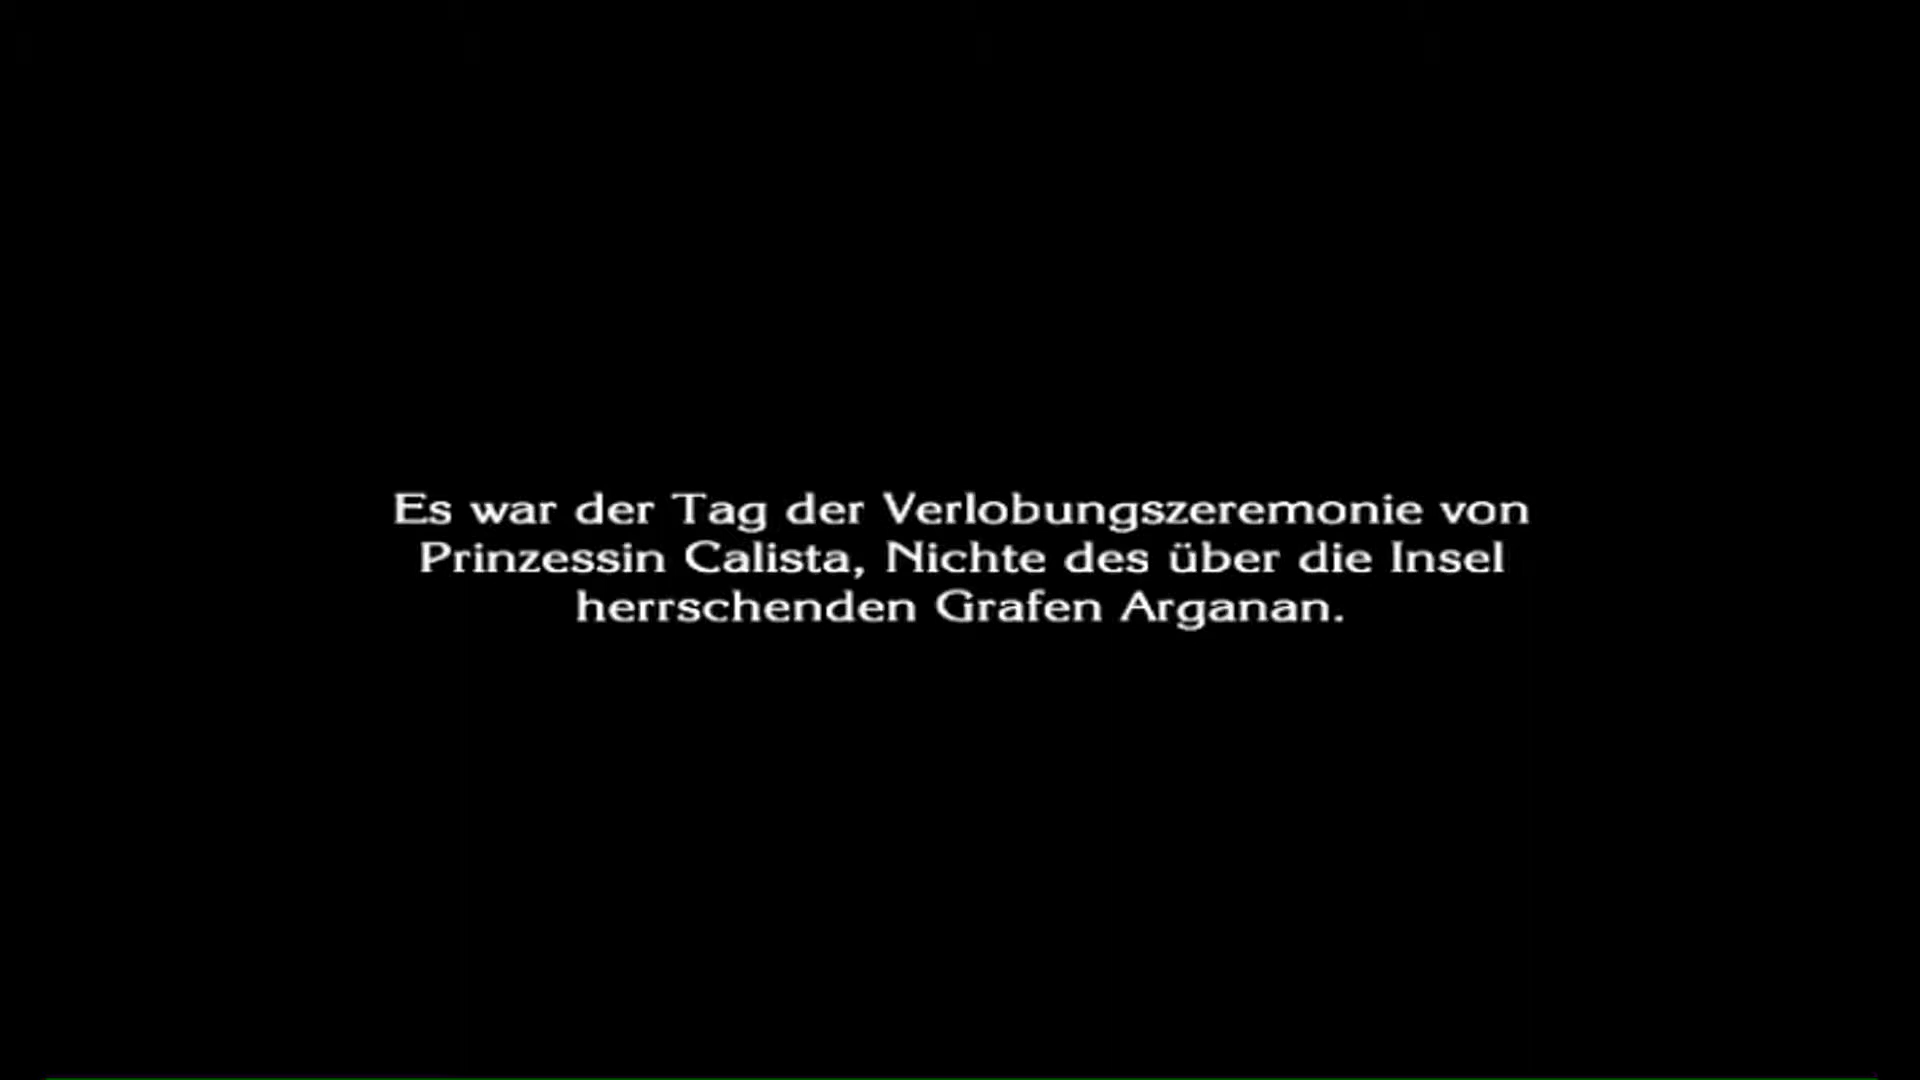 Es war der Tag der Verlobungszeremonie von
Prinzessin Calista, Nichte des über die Insel
herrschenden Grafen Arganan.